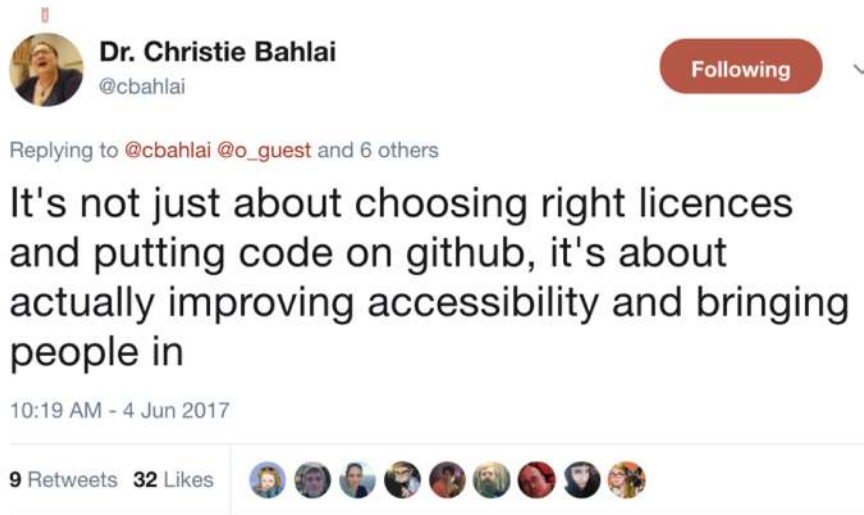 Dr. Christie Bahlai
@cbahlai
Following
Replying to @cbahlai @o_guest and 6 others
It's not just about choosing right licences
and putting code on github, it's about
actually improving accessibility and bringing
people in
10:19 AM - 4 Jun 2017
9 Retweets 32 Likes